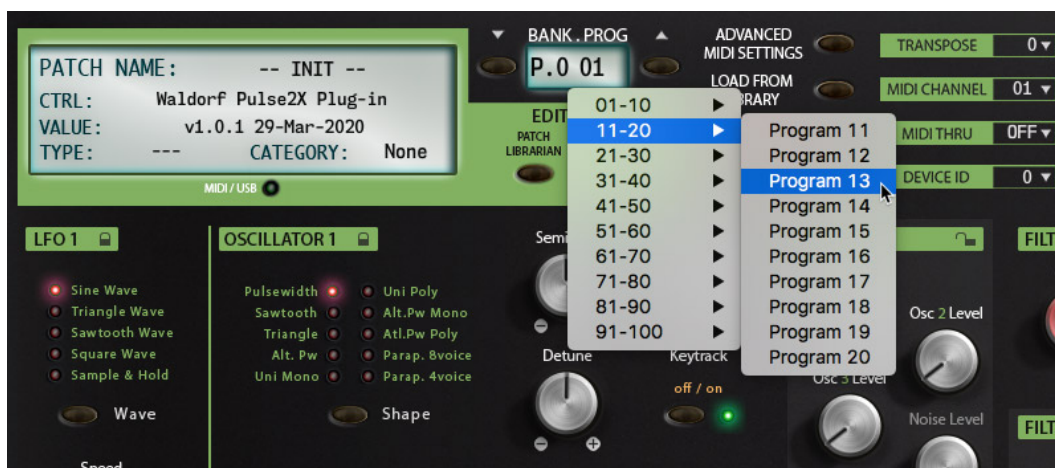 PATCH NAME: -- INIT --
CTRL: Waldorf Pulse2X Plug-in
VALUE: v1.0.1 29-Mar-2020
TYPE: --- CATEGORY: None
MIDI / USB
BANK . PROG
P.0 01
EDIT
PATCH
LIBRARIAN
ADVANCED
MIDI SETTINGS
LOAD FROM
BRARY
TRANSPOSE 0
MIDI CHANNEL 01
MIDI THRU OFF
DEVICE ID 0
01-10
11-20
21-30
31-40
41-50
51-60
61-70
71-80
81-90
91-100
Program 11
Program 12
Program 13
Program 14
Program 15
Program 16
Program 17
Program 18
Program 19
Program 20
LFO 1
Sine Wave
Triangle Wave
Sawtooth Wave
Square Wave
Sample & Hold
Wave
Speed
OSCILLATOR 1
Pulsewidth Uni Poly
Sawtooth Alt.Pw Mono
Triangle Atl.Pw Poly
Alt. Pw Parap. 8voice
Uni Mono Parap. 4voice
Shape
Semi
Detune
Keytrack
off / on
Osc 2 Level
Osc 3 Level
Noise Level
FILT
FILT